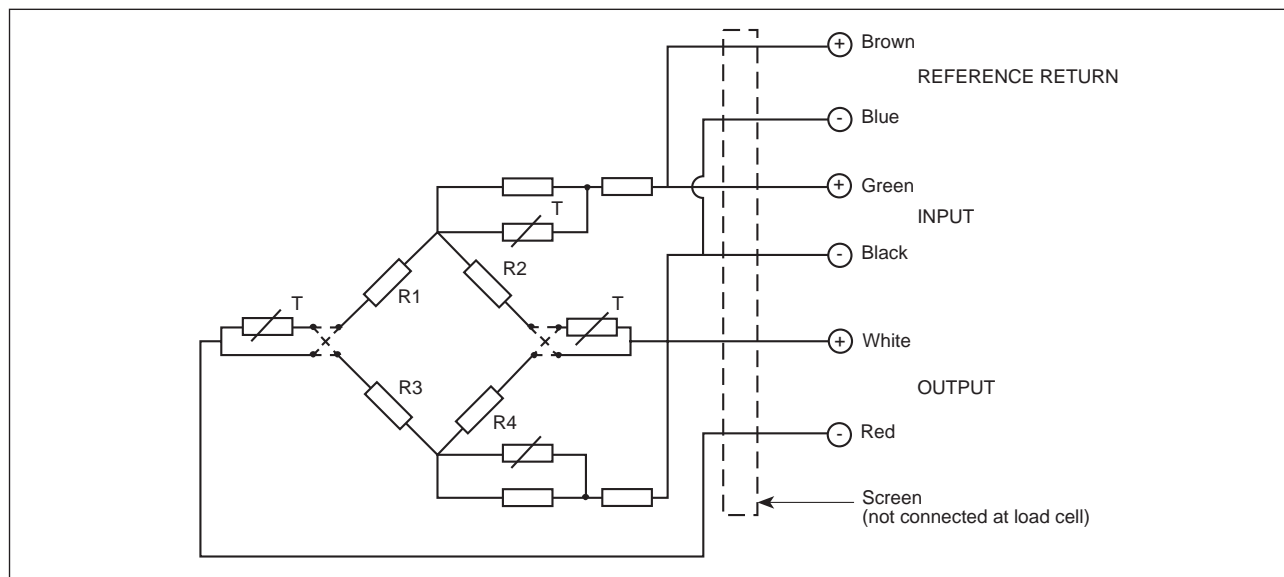 + Brown
REFERENCE RETURN
- Blue
+ Green
INPUT
- Black
T
R2
R1
T
T
+ White
R3
OUTPUT
R4
- Red
Screen
(not connected at load cell)